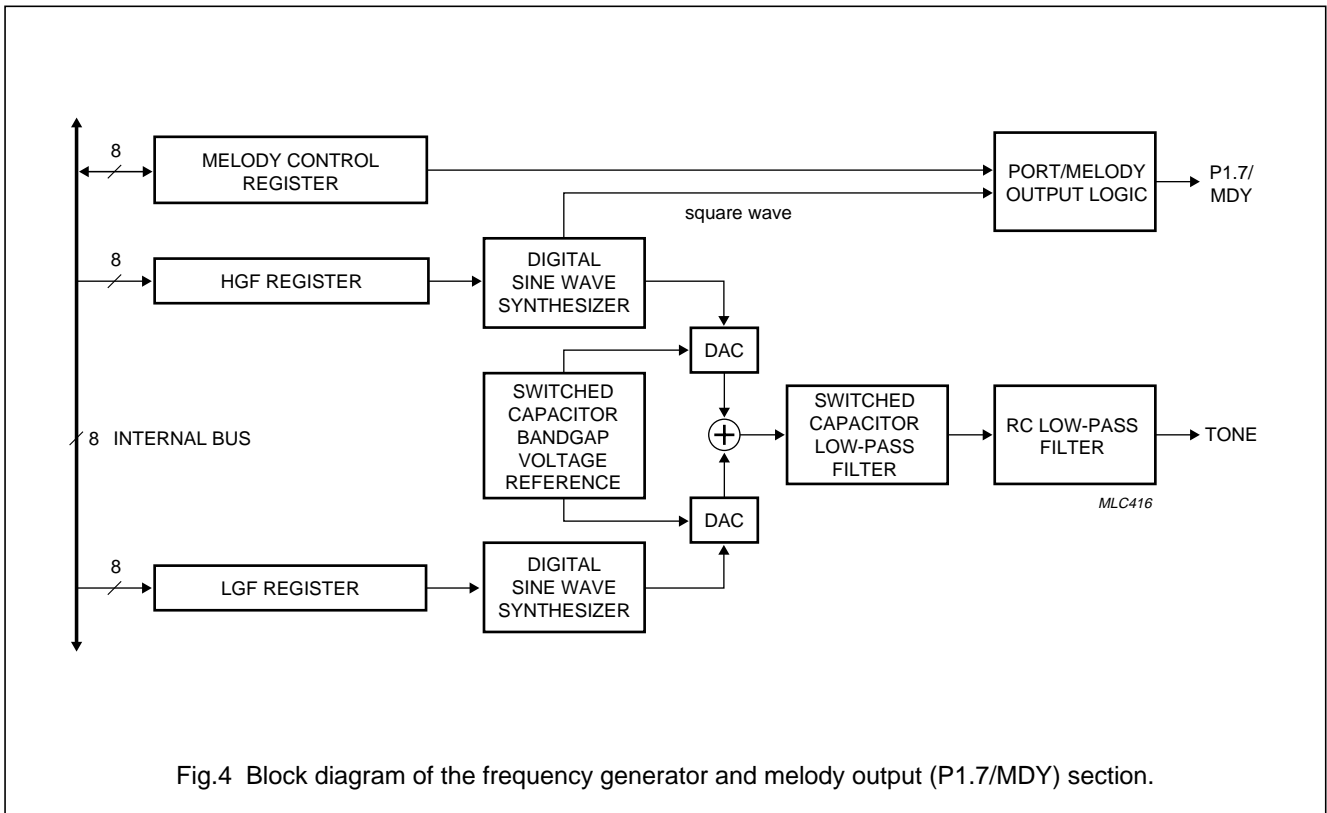 8
MELODY CONTROL
REGISTER
PORT/MELODY
OUTPUT LOGIC
P1.7/
MDY
square wave
8
HGF REGISTER
DIGITAL
SINE WAVE
SYNTHESIZER
DAC
SWITCHED
CAPACITOR
BANDGAP
VOLTAGE
REFERENCE
8 INTERNAL BUS
+
SWITCHED
CAPACITOR
LOW-PASS
FILTER
RC LOW-PASS
FILTER
TONE
MLC416
DAC
8
LGF REGISTER
DIGITAL
SINE WAVE
SYNTHESIZER
Fig.4 Block diagram of the frequency generator and melody output (P1.7/MDY) section.